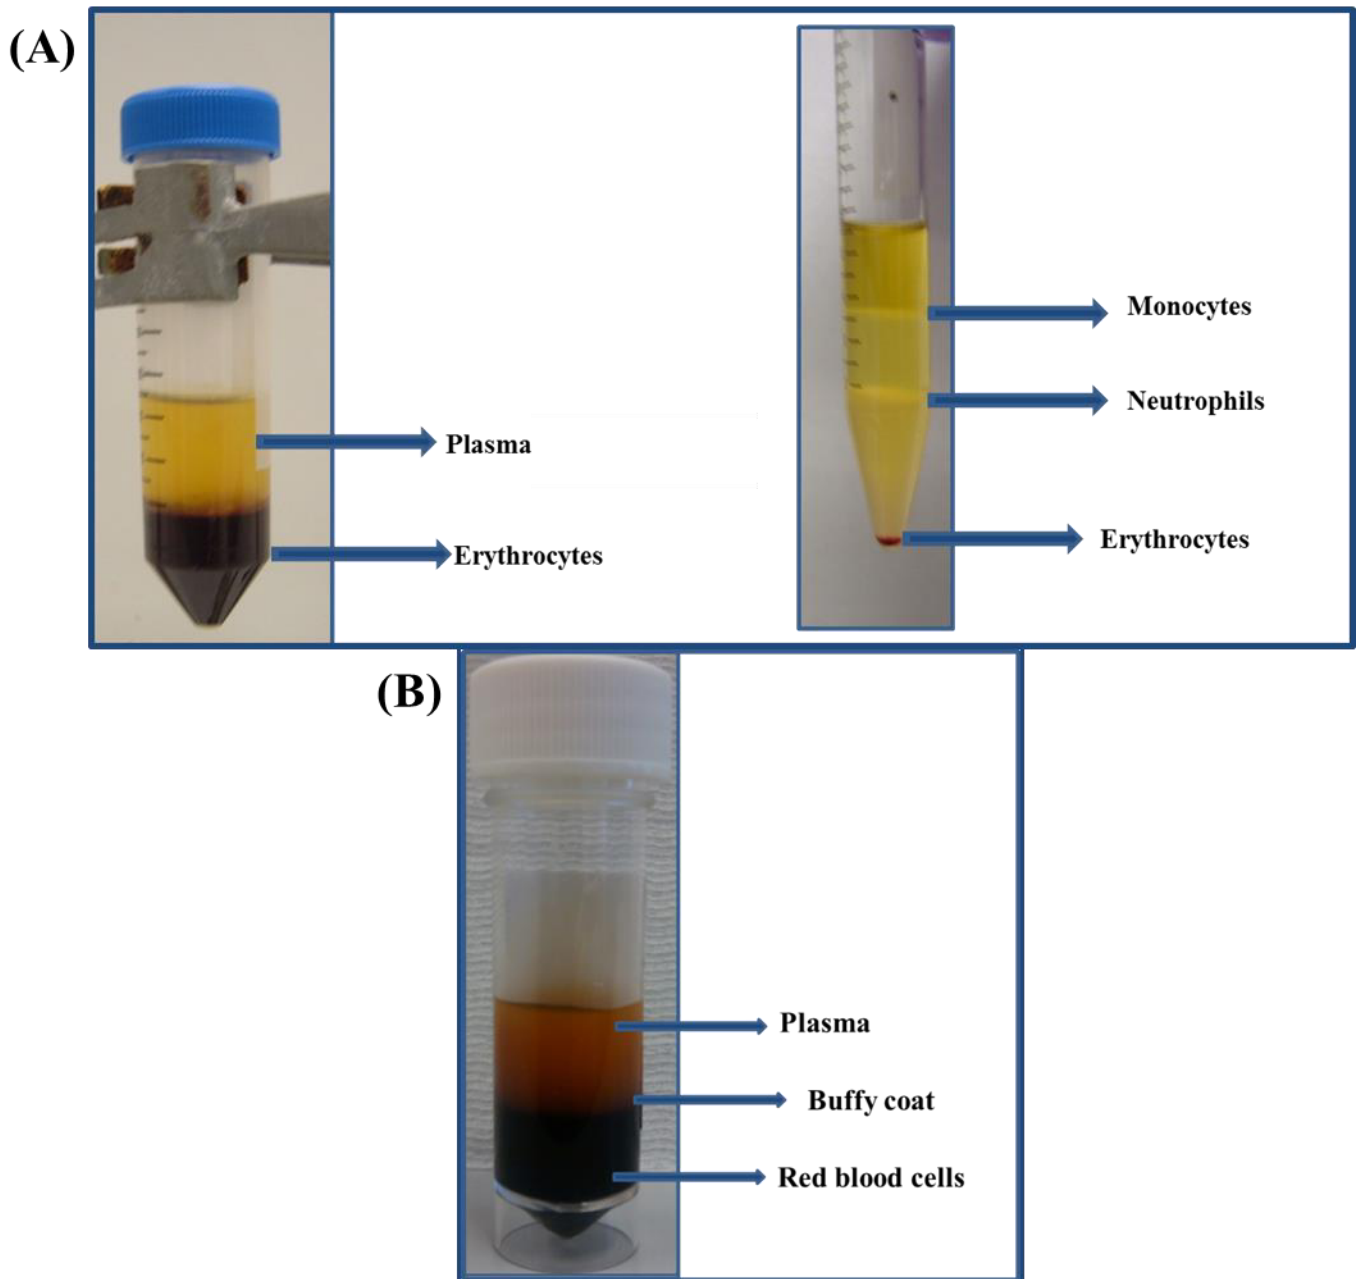 (A)
Plasma
Erythrocytes
Monocytes
Neutrophils
Erythrocytes
(B)
Plasma
Buffy coat
Red blood cells